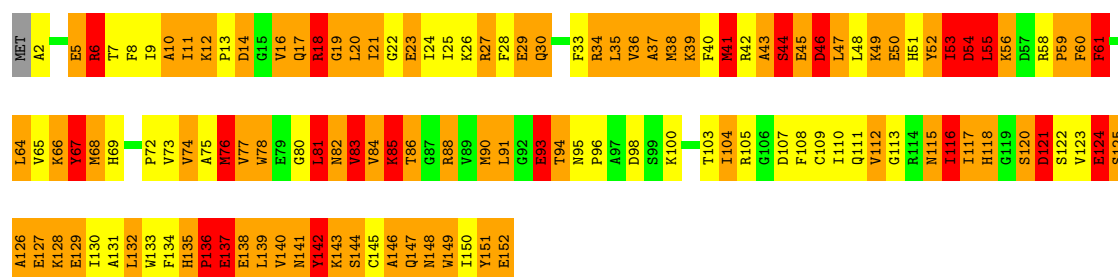 MET A2 E5 R6 T7 F8 I9 A10 I11 K12 P13 D14 G15 V16 Q17 R18 G19 L20 I21 G22 E23 I24 I25 K26 R27 F28 E29 Q30 F33 R34 L35 V36 A37 M38 K39 F40 M41 R42 A43 S44 E45 D46 L47 L48 K49 E50 H51 Y52 I53 D54 L55 K56 D57 R58 P59 F60 F61
L64 V65 K66 Y67 M68 H69 P72 V73 V74 A75 M76 V77 W78 E79 G80 L81 N82 V83 V84 K85 T86 G87 R88 V89 M90 L91 G92 E93 T94 N95 P96 A97 D98 S99 K100 T103 I104 R105 G106 D107 F108 C109 I110 Q111 V112 G113 R114 N115 I116 I117 H118 G119 S120 D121 S122 V123 E124 S125
A126 E127 K128 E129 I130 A131 L132 W133 F134 H135 P136 E137 E138 L139 V140 N141 Y142 K143 S144 C145 A146 Q147 N148 W149 I150 Y151 E152